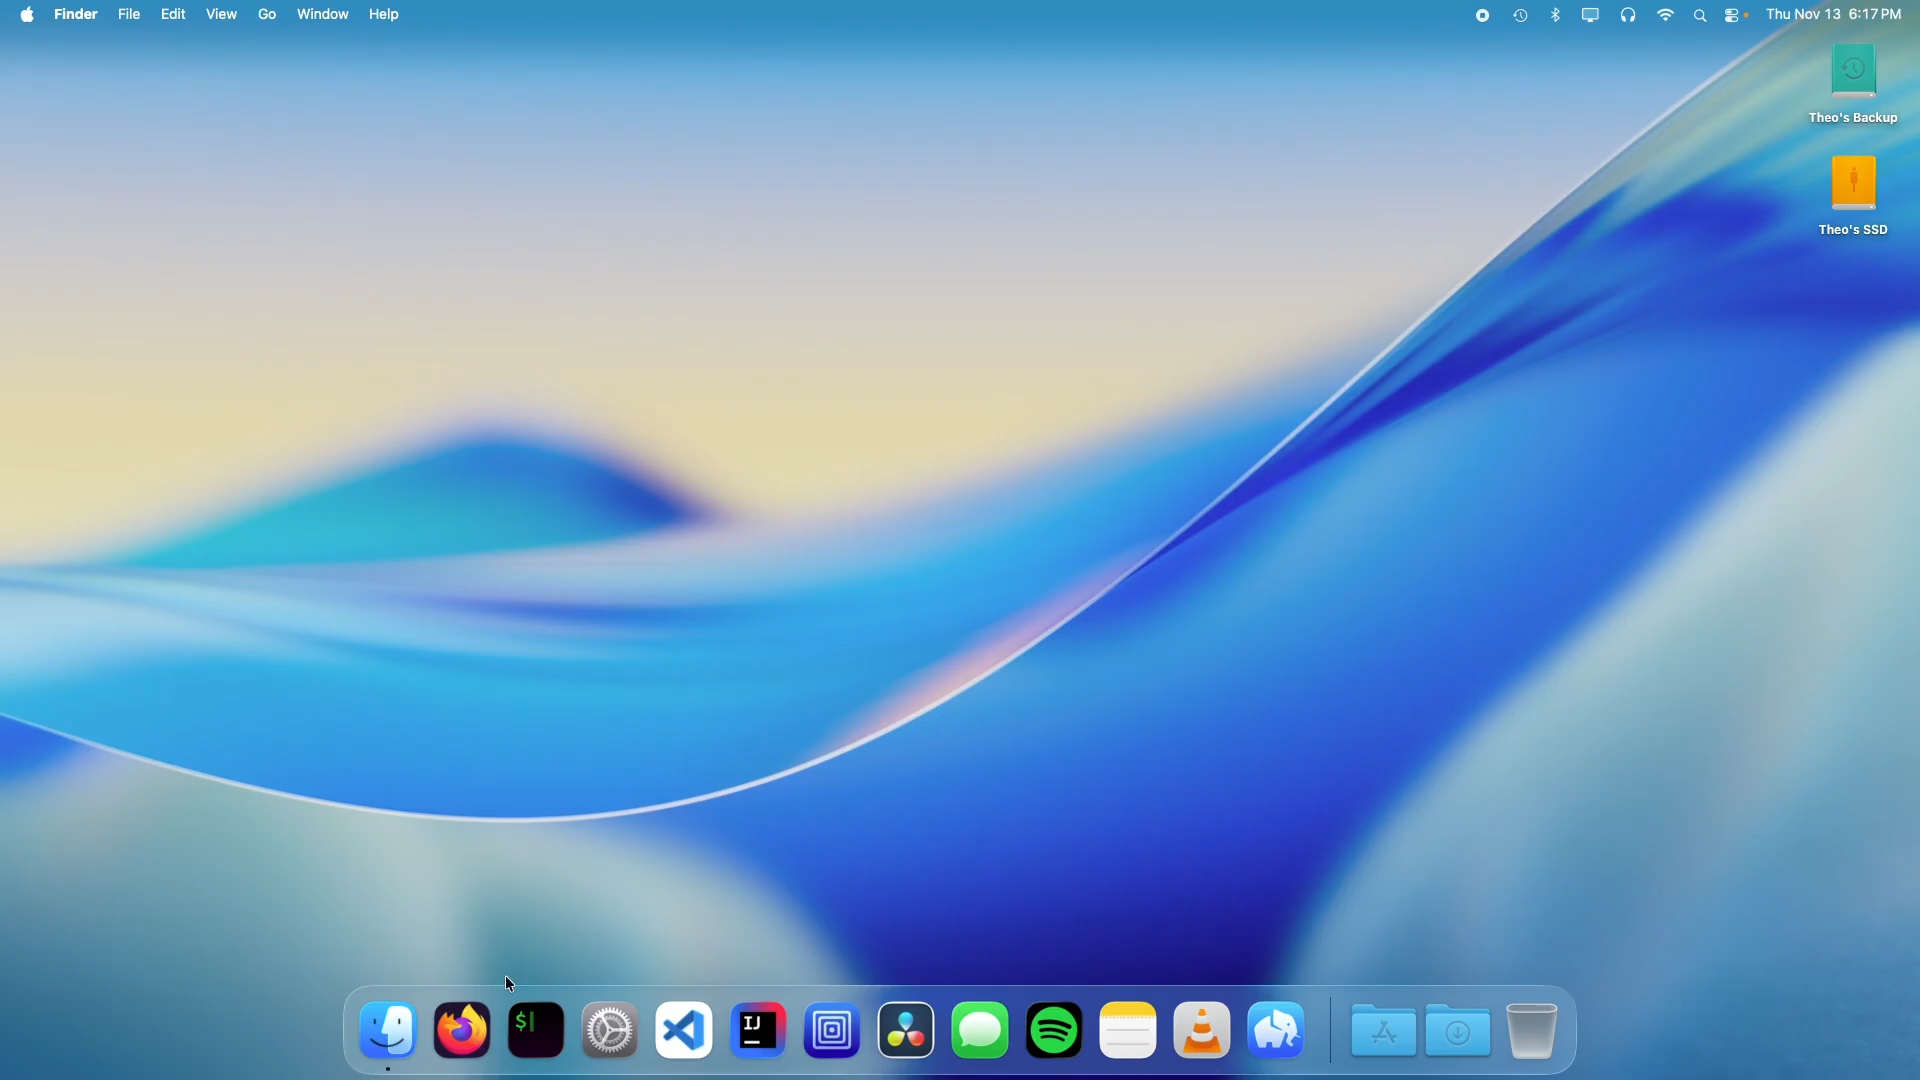 Finder File Edit View Go Window Help Thu Nov 13 6:17 PM
Theo's Backup
Theo's SSD
$
IJ